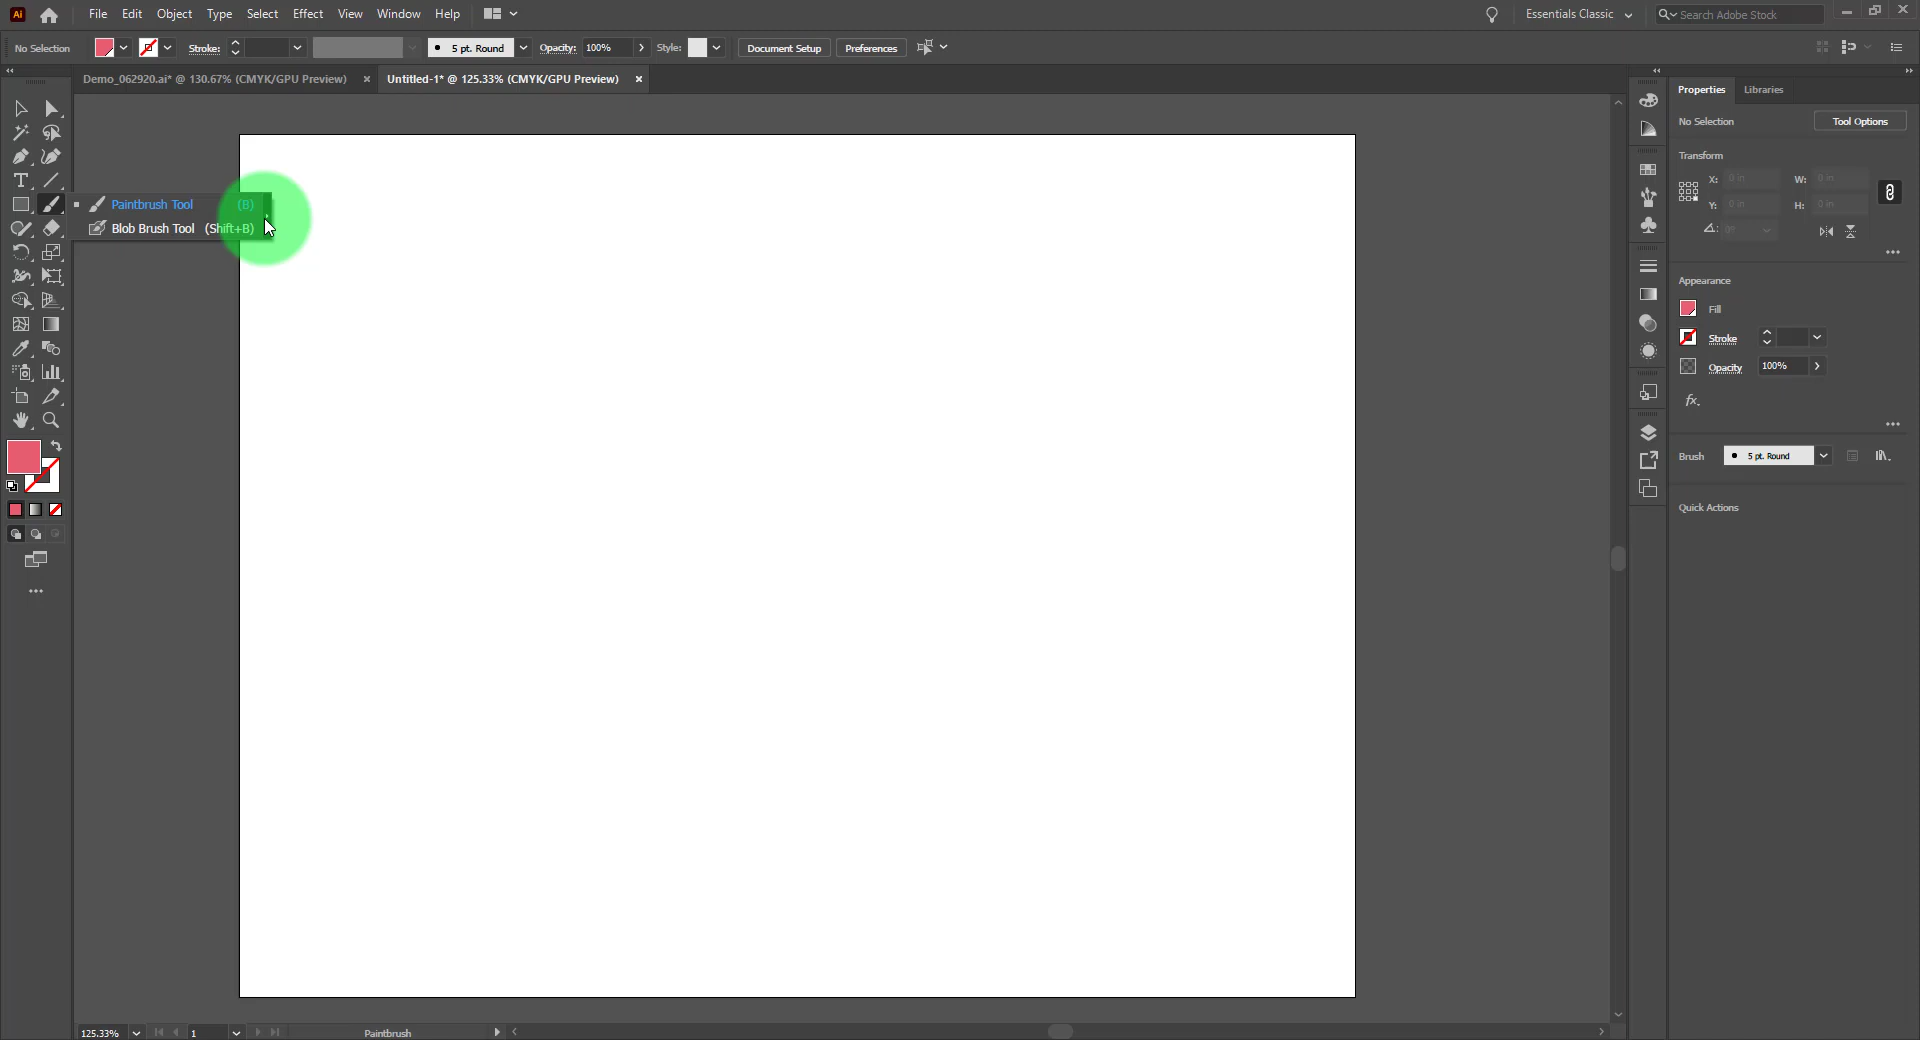 Ai File Edit Object Type Select Effect View Window Help Essentials Classic Search Adobe Stock
No Selection Stroke: 5 pt. Round Opacity: 100% Style: Document Setup Preferences
Demo_062920.ai* @ 130.67% (CMYK/GPU Preview) × Untitled-1* @ 125.33% (CMYK/GPU Preview) ×
Properties Libraries
No Selection Tool Options
Transform
X: 0 in W: 0 in
Y: 0 in H: 0 in
0°
Paintbrush Tool (B)
Blob Brush Tool (Shift+B)
Appearance
Fill
Stroke
Opacity 100%
fx.
Brush 5 pt. Round
Quick Actions
125.33% 1 Paintbrush